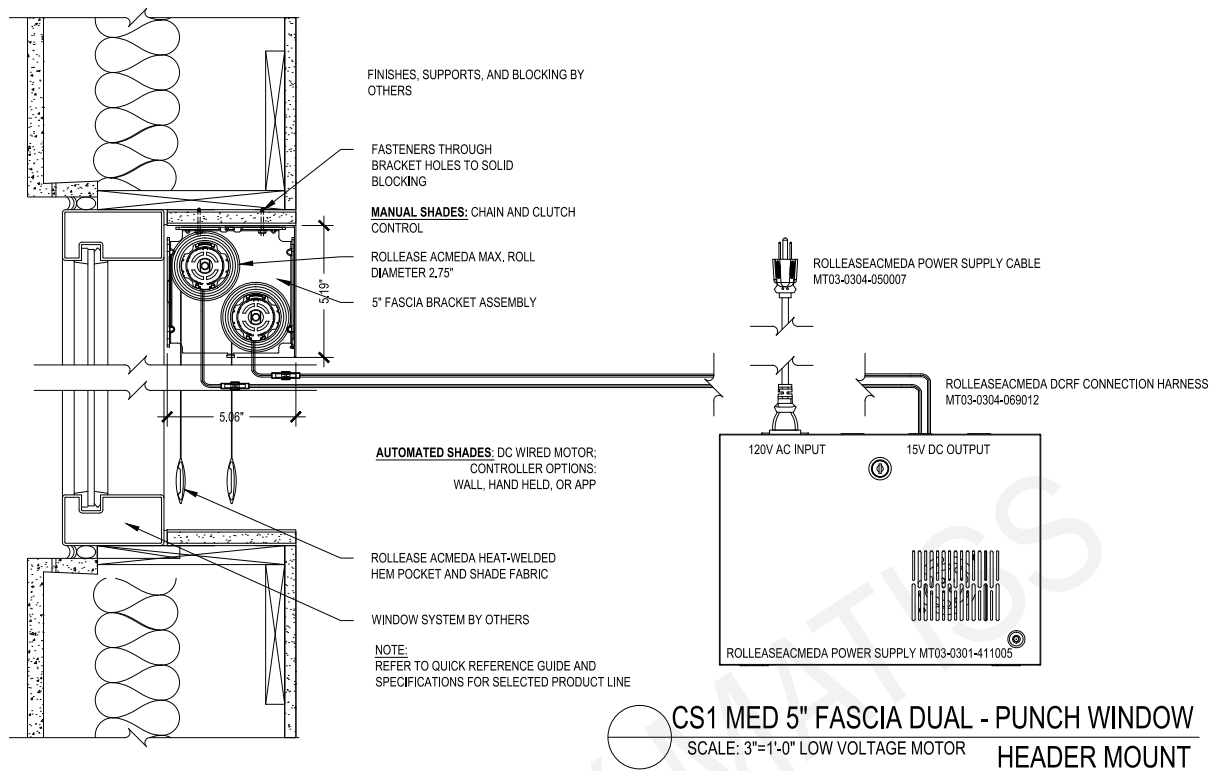 FINISHES, SUPPORTS, AND BLOCKING BY
OTHERS
FASTENERS THROUGH
BRACKET HOLES TO SOLID
BLOCKING
MANUAL SHADES: CHAIN AND CLUTCH
CONTROL
ROLLEASE ACMEDA MAX. ROLL
DIAMETER 2.75"
5" FASCIA BRACKET ASSEMBLY
5.19"
5.06"
ROLLEASEACMEDA POWER SUPPLY CABLE
MT03-0304-050007
ROLLEASEACMEDA DCRF CONNECTION HARNESS
MT03-0304-069012
AUTOMATED SHADES: DC WIRED MOTOR;
CONTROLLER OPTIONS:
WALL, HAND HELD, OR APP
120V AC INPUT
15V DC OUTPUT
ROLLEASE ACMEDA HEAT-WELDED
HEM POCKET AND SHADE FABRIC
WINDOW SYSTEM BY OTHERS
NOTE:
REFER TO QUICK REFERENCE GUIDE AND
SPECIFICATIONS FOR SELECTED PRODUCT LINE
ROLLEASEACMEDA POWER SUPPLY MT03-0301-411005
CS1 MED 5" FASCIA DUAL - PUNCH WINDOW
SCALE: 3"=1'-0" LOW VOLTAGE MOTOR
HEADER MOUNT